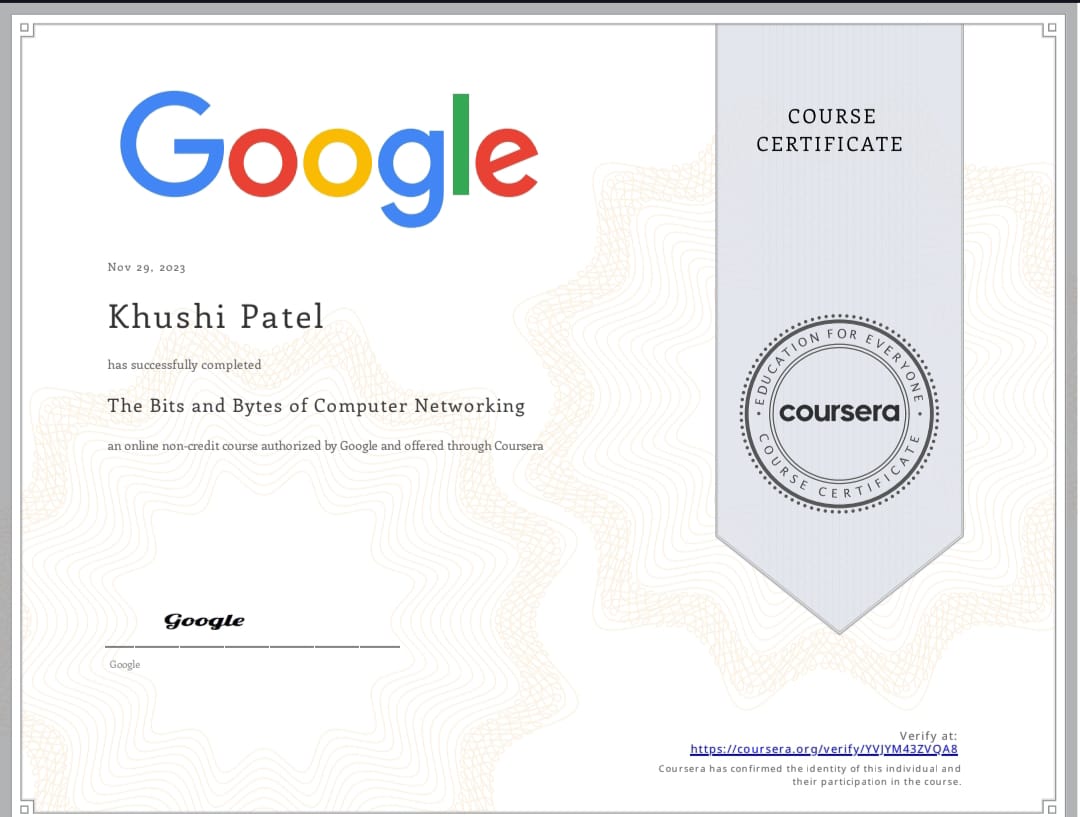 Google
COURSE
CERTIFICATE
Nov 29, 2023
Khushi Patel
has successfully completed
The Bits and Bytes of Computer Networking
an online non-credit course authorized by Google and offered through Coursera
EDUCATION FOR EVERYONE
coursera
COURSE CERTIFICATE
Google
Google
Verify at:
https://coursera.org/verify/YVJYM43ZVQA8
Coursera has confirmed the identity of this individual and
their participation in the course.